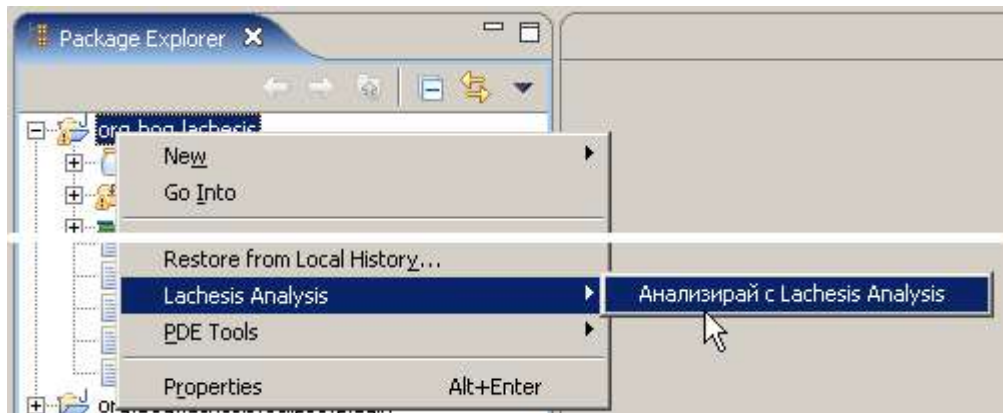 Package Explorer
org.bog.lachesis
New
Go Into
Restore from Local History...
Lachesis Analysis
Анализирай с Lachesis Analysis
PDE Tools
Properties Alt+Enter